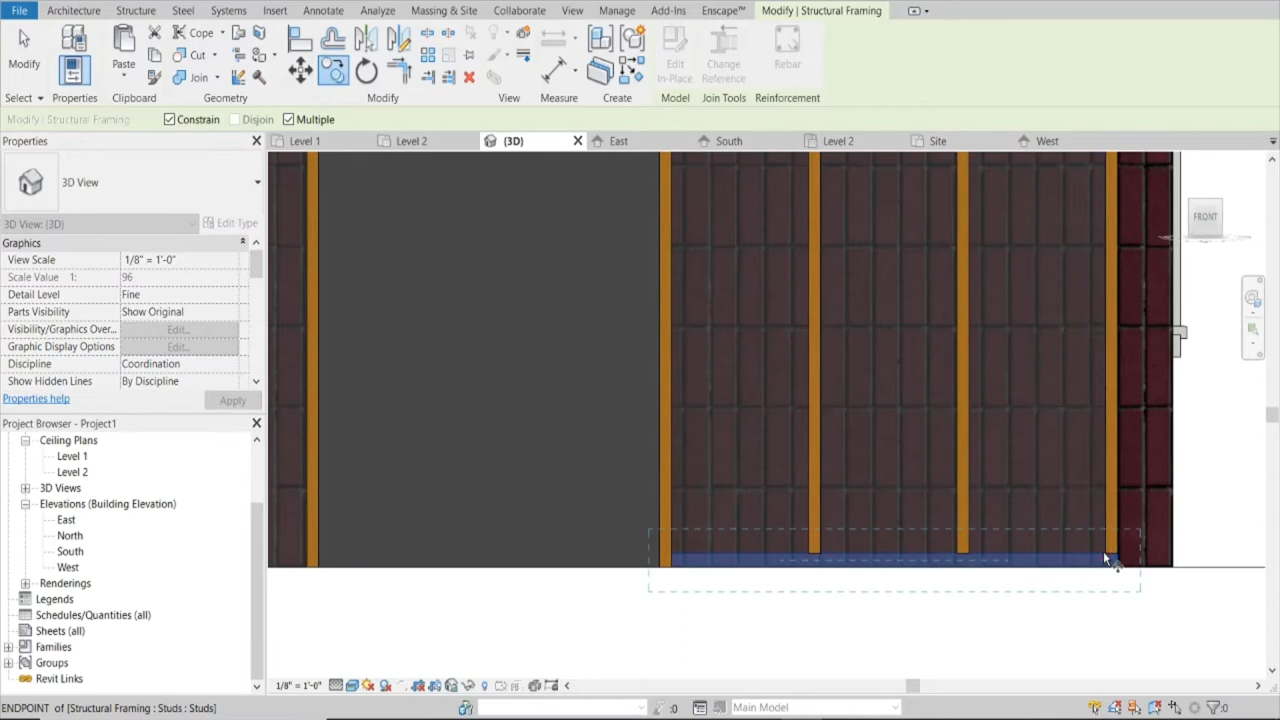 File Architecture Structure Steel Systems Insert Annotate Analyze Massing & Site Collaborate View Manage Add-Ins Enscape™ Modify | Structural Framing
Cope
Cut
Join
Modify Paste Edit In-Place Change Reference Rebar
Select Properties Clipboard Geometry Modify View Measure Create Model Join Tools Reinforcement
Modify | Structural Framing Constrain Disjoin Multiple
Properties Level 1 Level 2 (3D) East South Level 2 Site West
3D View
3D View: (3D) Edit Type
Graphics
View Scale 1/8" = 1'-0"
Scale Value 1: 96
Detail Level Fine
Parts Visibility Show Original
Visibility/Graphics Over... Edit...
Graphic Display Options Edit...
Discipline Coordination
Show Hidden Lines By Discipline
Properties help Apply
FRONT
Project Browser - Project1
Ceiling Plans
Level 1
Level 2
3D Views
Elevations (Building Elevation)
East
North
South
West
Renderings
Legends
Schedules/Quantities (all)
Sheets (all)
Families
Groups
Revit Links
1/8" = 1'-0"
ENDPOINT of [Structural Framing : Studs : Studs] :0 Main Model :0